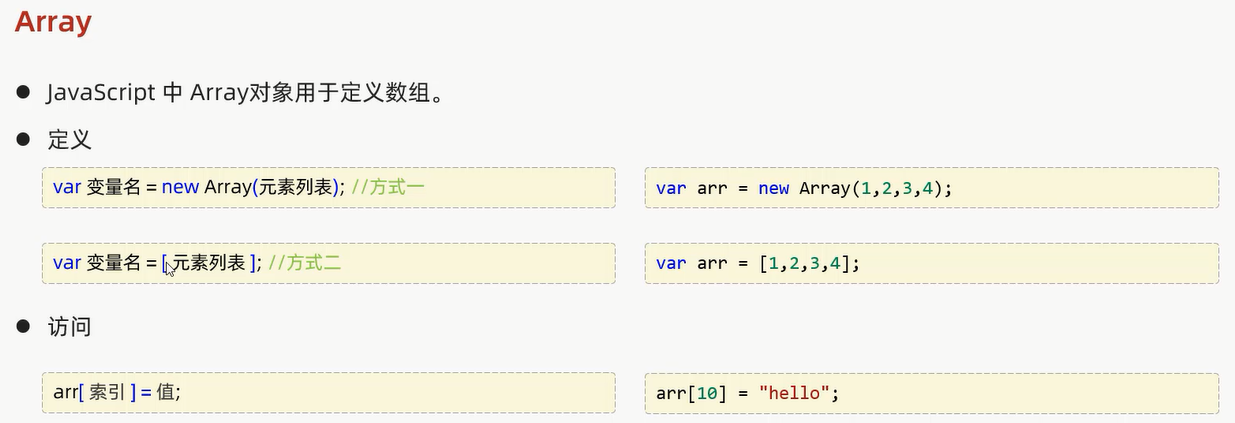 Array
● JavaScript 中 Array对象用于定义数组。
● 定义
var 变量名 = new Array(元素列表); //方式一
var arr = new Array(1,2,3,4);
var 变量名 = [ 元素列表 ]; //方式二
var arr = [1,2,3,4];
● 访问
arr[ 索引 ] = 值;
arr[10] = "hello";